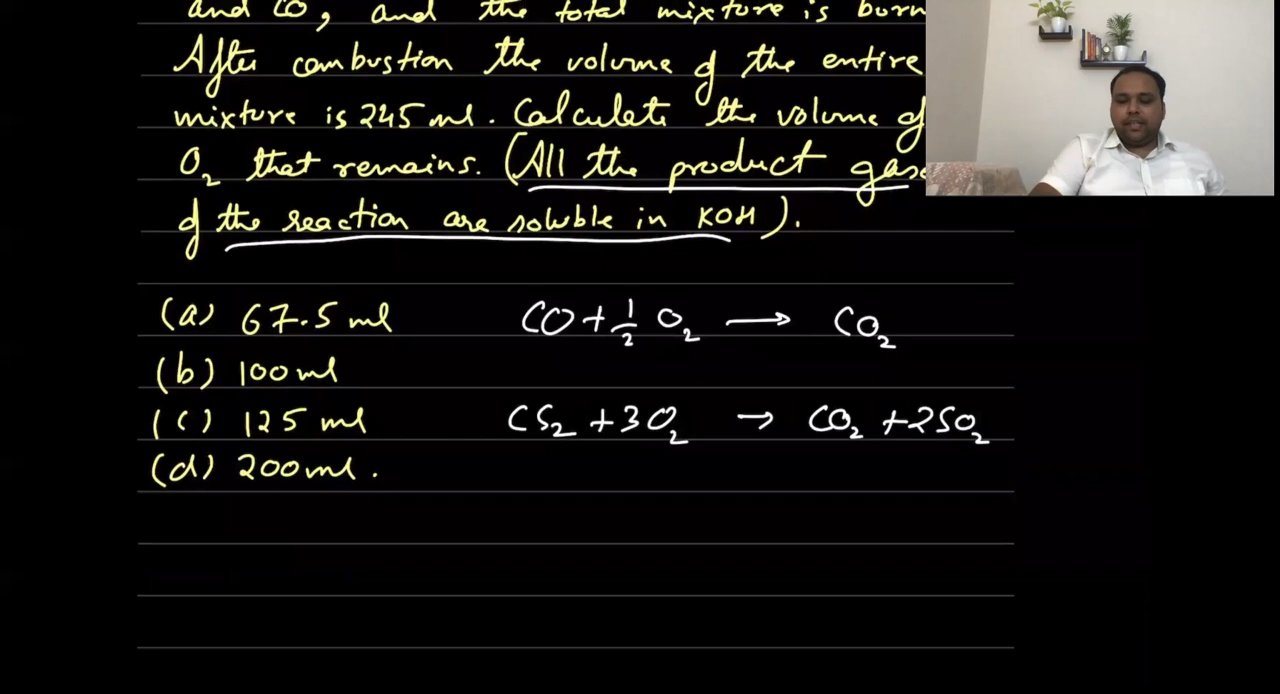 and CO, and the total mixture is burn
After combustion the volume of the entire
mixture is 245 ml. Calculate the volume of
O₂ that remains. (All the product gase
of the reaction are soluble in KOH).
(a) 67.5 ml CO + 1/2 O₂ → CO₂
(b) 100 ml
(c) 125 ml CS₂ + 3O₂ → CO₂ + 2SO₂
(d) 200 ml.